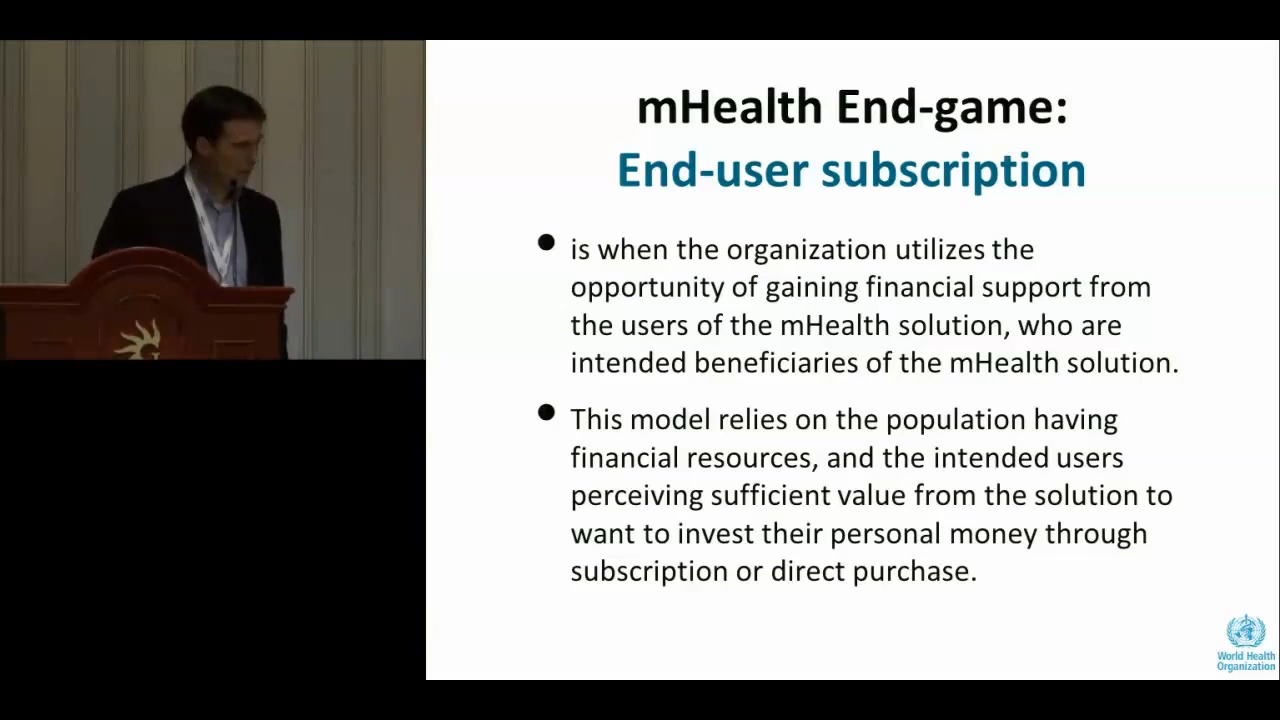 mHealth End-game:
End-user subscription
• is when the organization utilizes the
opportunity of gaining financial support from
the users of the mHealth solution, who are
intended beneficiaries of the mHealth solution.
• This model relies on the population having
financial resources, and the intended users
perceiving sufficient value from the solution to
want to invest their personal money through
subscription or direct purchase.
World Health
Organization